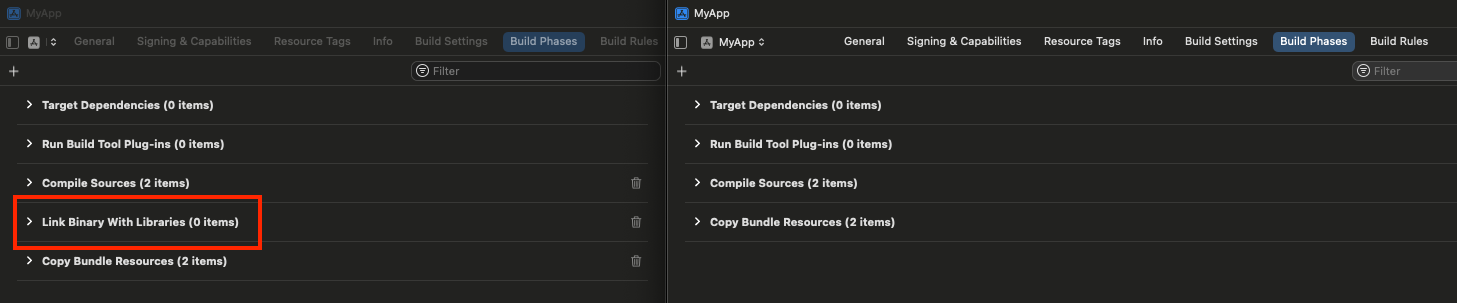 MyApp
General Signing & Capabilities Resource Tags Info Build Settings Build Phases Build Rules
Filter
Target Dependencies (0 items)
Run Build Tool Plug-ins (0 items)
Compile Sources (2 items)
Link Binary With Libraries (0 items)
Copy Bundle Resources (2 items)
MyApp
MyApp General Signing & Capabilities Resource Tags Info Build Settings Build Phases Build Rules
Filter
Target Dependencies (0 items)
Run Build Tool Plug-ins (0 items)
Compile Sources (2 items)
Copy Bundle Resources (2 items)